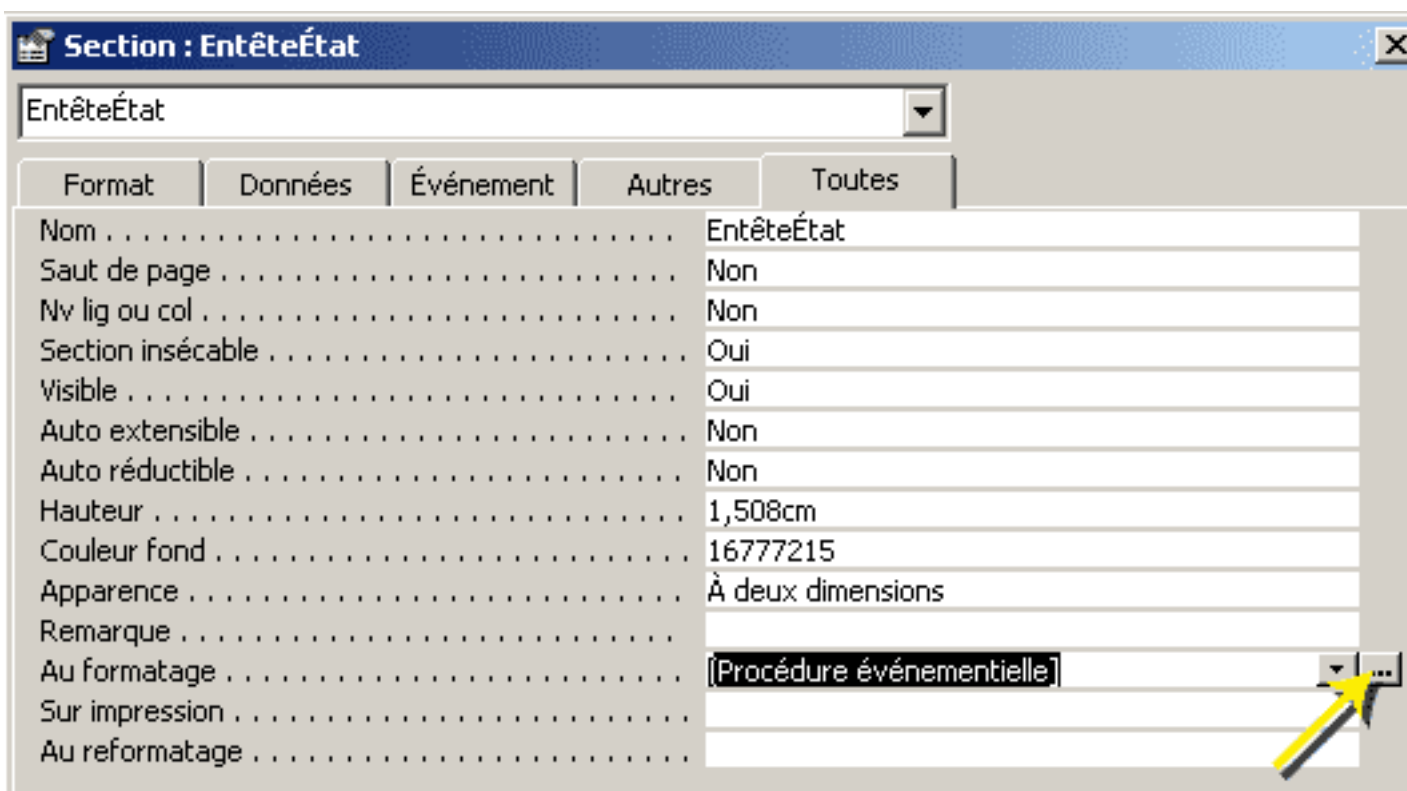 Section : EntêteÉtat
EntêteÉtat
Format Données Événement Autres Toutes
Nom . . . . . . . . . . . . . . . . . . . . . . . . . . . . . . . EntêteÉtat
Saut de page . . . . . . . . . . . . . . . . . . . . . . . . . Non
Nv lig ou col . . . . . . . . . . . . . . . . . . . . . . . . . . Non
Section insécable . . . . . . . . . . . . . . . . . . . . . . . Oui
Visible . . . . . . . . . . . . . . . . . . . . . . . . . . . . . . Oui
Auto extensible . . . . . . . . . . . . . . . . . . . . . . . . Non
Auto réductible . . . . . . . . . . . . . . . . . . . . . . . . Non
Hauteur . . . . . . . . . . . . . . . . . . . . . . . . . . . . . 1,508cm
Couleur fond . . . . . . . . . . . . . . . . . . . . . . . . . . 16777215
Apparence . . . . . . . . . . . . . . . . . . . . . . . . . . . À deux dimensions
Remarque . . . . . . . . . . . . . . . . . . . . . . . . . . .
Au formatage . . . . . . . . . . . . . . . . . . . . . . . . . [Procédure événementielle] ...
Sur impression . . . . . . . . . . . . . . . . . . . . . . . . .
Au reformatage . . . . . . . . . . . . . . . . . . . . . . . .